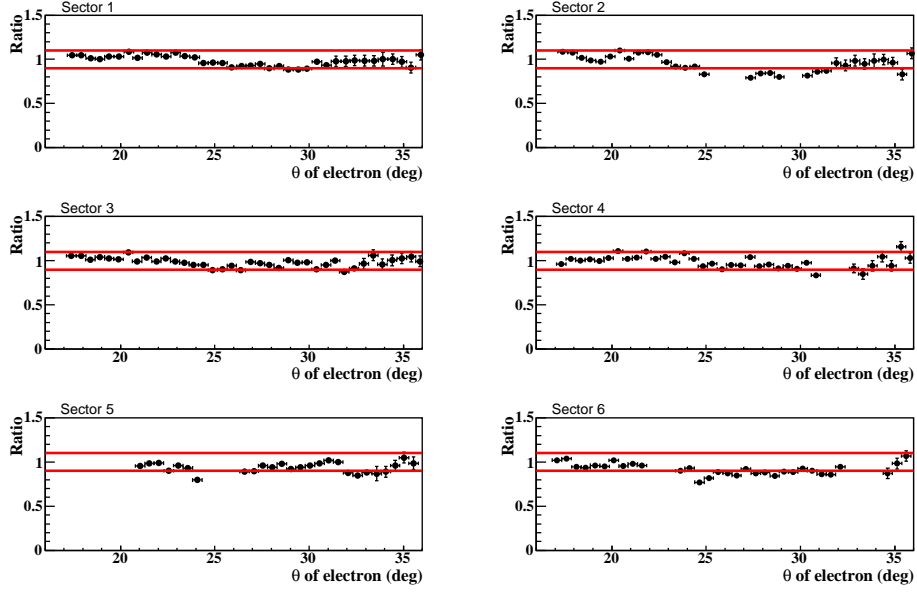 Sector 1
Ratio
1.5
1
0.5
0
20 25 30 35
θ of electron (deg)
Sector 2
Ratio
1.5
1
0.5
0
20 25 30 35
θ of electron (deg)
Sector 3
Ratio
1.5
1
0.5
0
20 25 30 35
θ of electron (deg)
Sector 4
Ratio
1.5
1
0.5
0
20 25 30 35
θ of electron (deg)
Sector 5
Ratio
1.5
1
0.5
0
20 25 30 35
θ of electron (deg)
Sector 6
Ratio
1.5
1
0.5
0
20 25 30 35
θ of electron (deg)